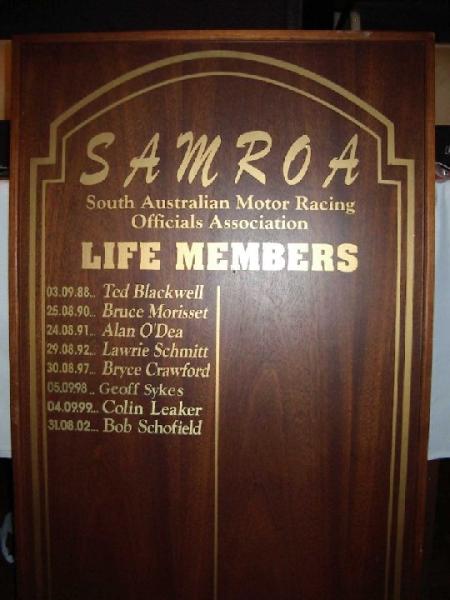 SAMROA
South Australian Motor Racing
Officials Association
LIFE MEMBERS
03.09.88... Ted Blackwell
25.08.90... Bruce Morisset
24.08.91... Alan O'Dea
29.08.92... Lawrie Schmitt
30.08.97... Bryce Crawford
05.09.98 .. Geoff Sykes
04.09.99... Colin Leaker
31.08.02... Bob Schofield